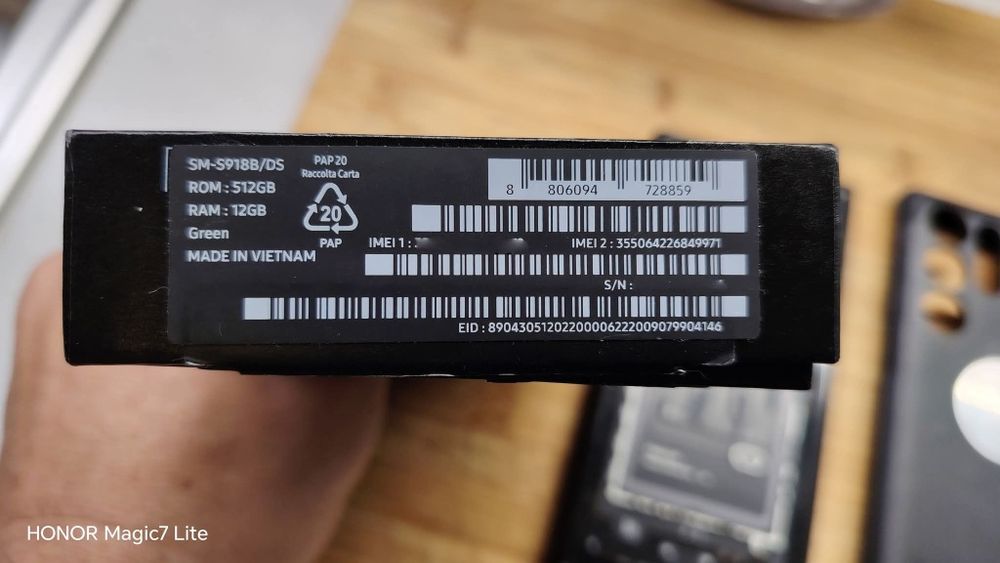 SM-S918B/DS
ROM : 512GB
RAM : 12GB
Green
MADE IN VIETNAM
PAP 20
Raccolta Carta
20
PAP
8 806094 728859
IMEI 1 :
IMEI 2 : 355064226849971
S/N :
EID : 89043051202200006222009079904146
HONOR Magic7 Lite